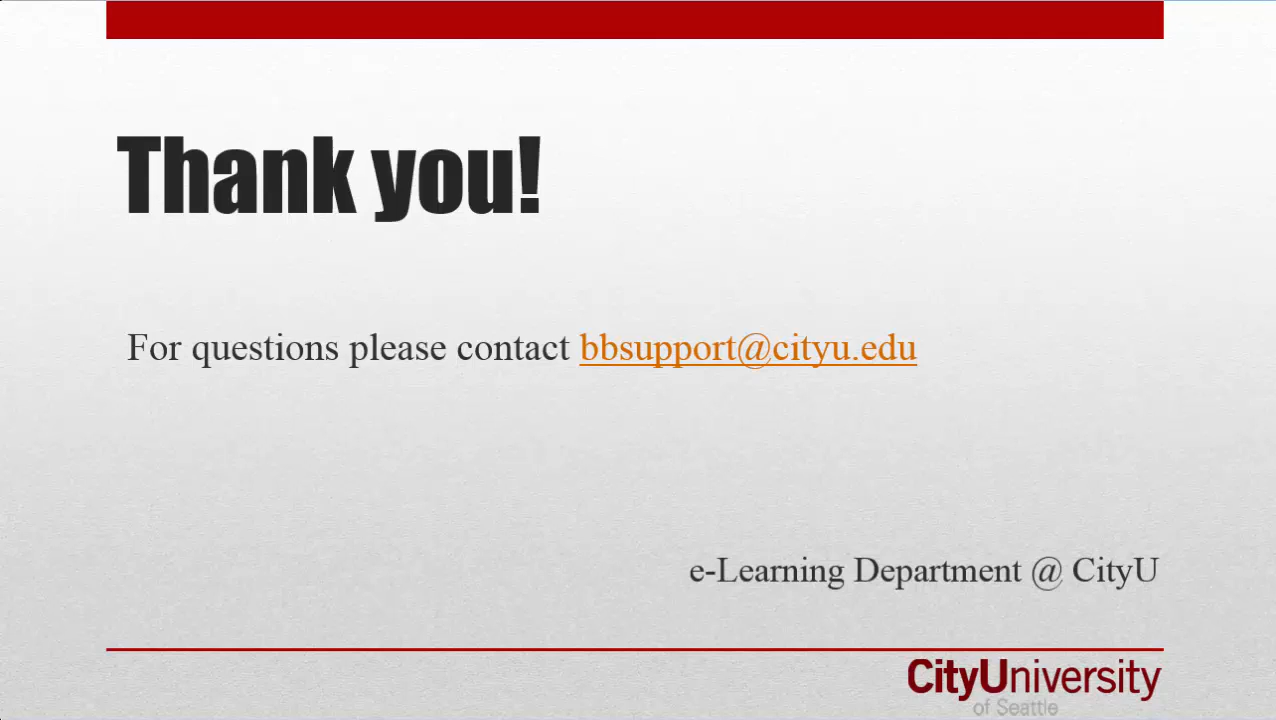 Thank you!
For questions please contact bbsupport@cityu.edu
e-Learning Department @ CityU
CityUniversity
of Seattle